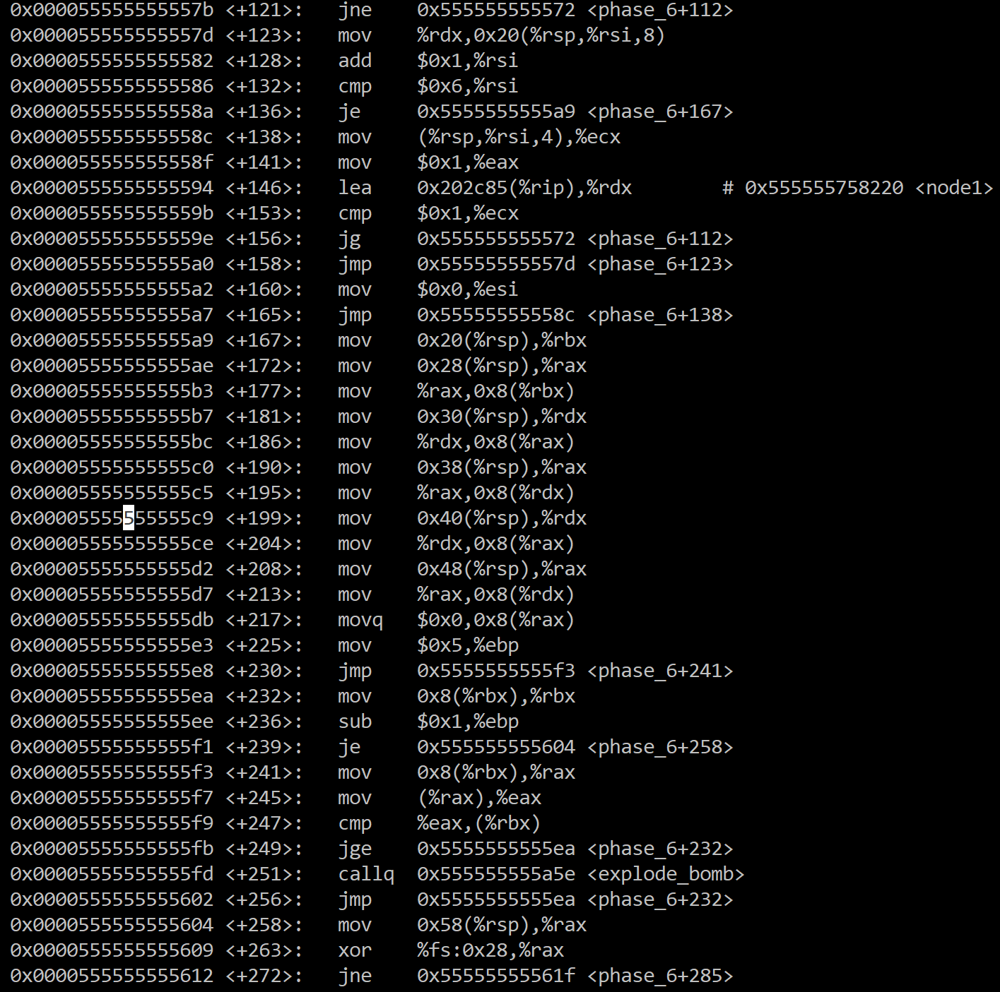 0x000055555555557b <+121>: jne 0x555555555572 <phase_6+112>
0x000055555555557d <+123>: mov %rdx,0x20(%rsp,%rsi,8)
0x0000555555555582 <+128>: add $0x1,%rsi
0x0000555555555586 <+132>: cmp $0x6,%rsi
0x000055555555558a <+136>: je 0x5555555555a9 <phase_6+167>
0x000055555555558c <+138>: mov (%rsp,%rsi,4),%ecx
0x000055555555558f <+141>: mov $0x1,%eax
0x0000555555555594 <+146>: lea 0x202c85(%rip),%rdx # 0x555555758220 <node1>
0x000055555555559b <+153>: cmp $0x1,%ecx
0x000055555555559e <+156>: jg 0x555555555572 <phase_6+112>
0x00005555555555a0 <+158>: jmp 0x55555555557d <phase_6+123>
0x00005555555555a2 <+160>: mov $0x0,%esi
0x00005555555555a7 <+165>: jmp 0x55555555558c <phase_6+138>
0x00005555555555a9 <+167>: mov 0x20(%rsp),%rbx
0x00005555555555ae <+172>: mov 0x28(%rsp),%rax
0x00005555555555b3 <+177>: mov %rax,0x8(%rbx)
0x00005555555555b7 <+181>: mov 0x30(%rsp),%rdx
0x00005555555555bc <+186>: mov %rdx,0x8(%rax)
0x00005555555555c0 <+190>: mov 0x38(%rsp),%rax
0x00005555555555c5 <+195>: mov %rax,0x8(%rdx)
0x00005555555555c9 <+199>: mov 0x40(%rsp),%rdx
0x00005555555555ce <+204>: mov %rdx,0x8(%rax)
0x00005555555555d2 <+208>: mov 0x48(%rsp),%rax
0x00005555555555d7 <+213>: mov %rax,0x8(%rdx)
0x00005555555555db <+217>: movq $0x0,0x8(%rax)
0x00005555555555e3 <+225>: mov $0x5,%ebp
0x00005555555555e8 <+230>: jmp 0x5555555555f3 <phase_6+241>
0x00005555555555ea <+232>: mov 0x8(%rbx),%rbx
0x00005555555555ee <+236>: sub $0x1,%ebp
0x00005555555555f1 <+239>: je 0x555555555604 <phase_6+258>
0x00005555555555f3 <+241>: mov 0x8(%rbx),%rax
0x00005555555555f7 <+245>: mov (%rax),%eax
0x00005555555555f9 <+247>: cmp %eax,(%rbx)
0x00005555555555fb <+249>: jge 0x5555555555ea <phase_6+232>
0x00005555555555fd <+251>: callq 0x555555555a5e <explode_bomb>
0x0000555555555602 <+256>: jmp 0x5555555555ea <phase_6+232>
0x0000555555555604 <+258>: mov 0x58(%rsp),%rax
0x0000555555555609 <+263>: xor %fs:0x28,%rax
0x0000555555555612 <+272>: jne 0x55555555561f <phase_6+285>